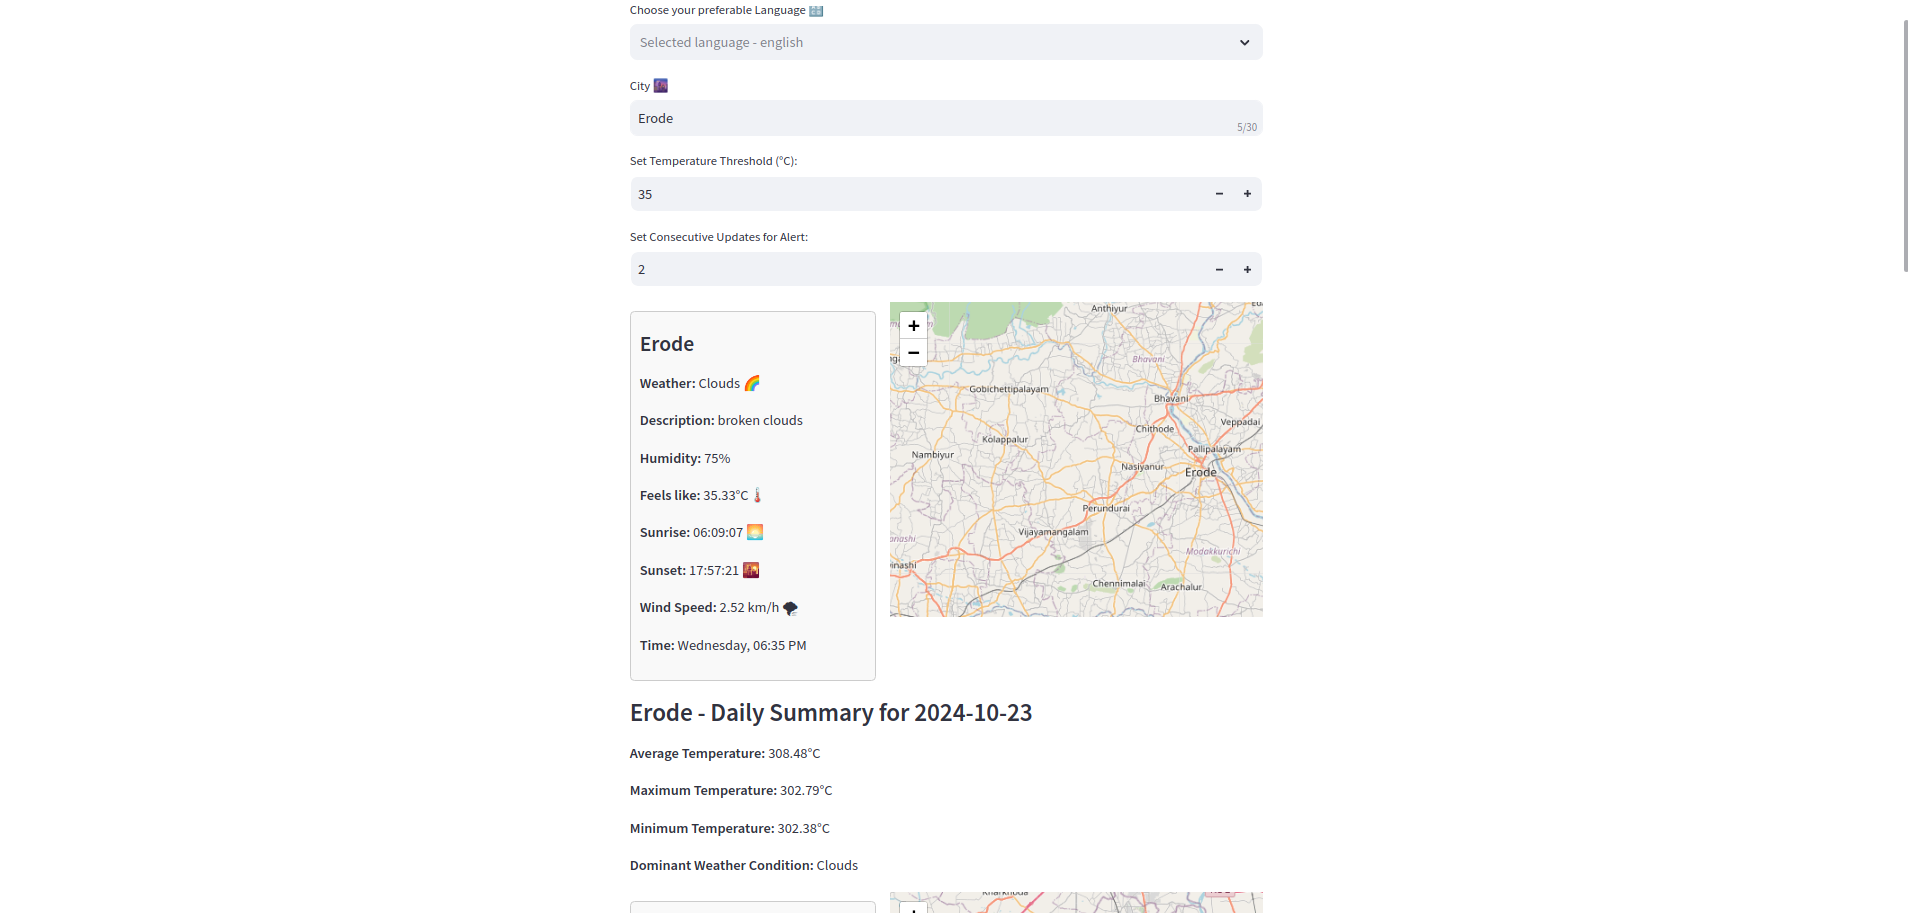 Choose your preferable Language 🔠
Selected language - english
City 🌆
Erode
5/30
Set Temperature Threshold (°C):
35
− +
Set Consecutive Updates for Alert:
2
− +
Erode
Weather: Clouds 🌈
Description: broken clouds
Humidity: 75%
Feels like: 35.33°C 🌡️
Sunrise: 06:09:07 🌅
Sunset: 17:57:21 🌇
Wind Speed: 2.52 km/h 🌪️
Time: Wednesday, 06:35 PM
+
−
Anthiyur
Bhavani
Gobichettipalayam
Bhavani
Veppadai
Chithode
Kolappalur
Pallipalayam
Nambiyur
Nasiyanur
Erode
Perundurai
Vijayamangalam
Modakkurichi
Chennimalai
Arachalur
Erode - Daily Summary for 2024-10-23
Average Temperature: 308.48°C
Maximum Temperature: 302.79°C
Minimum Temperature: 302.38°C
Dominant Weather Condition: Clouds